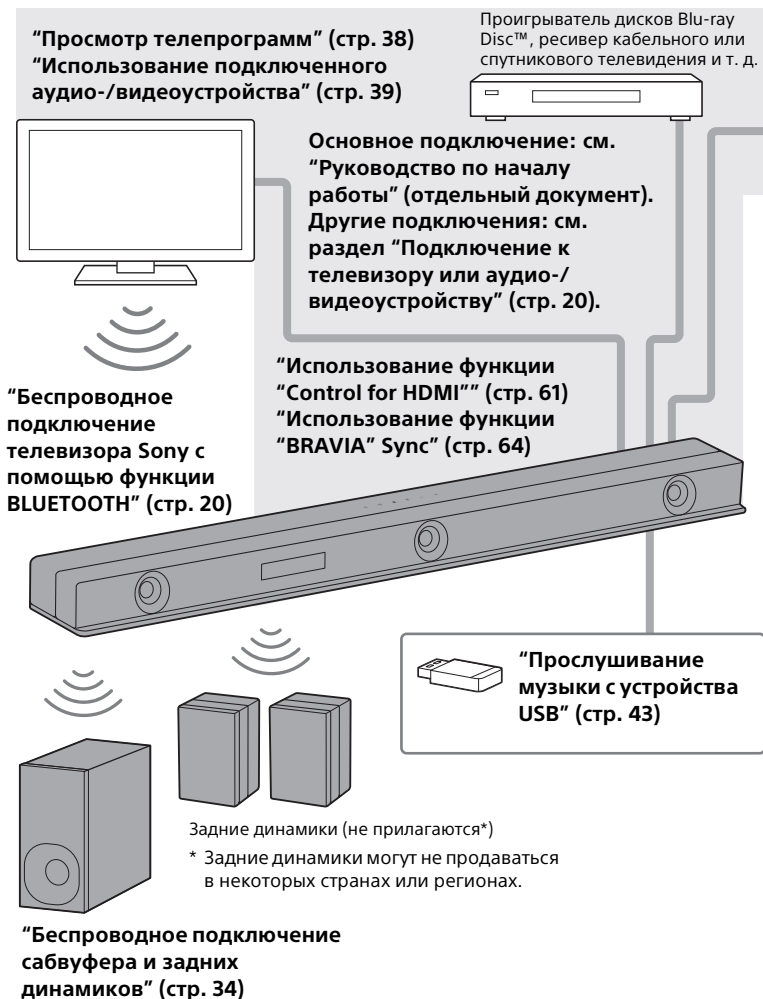 “Просмотр телепрограмм” (стр. 38)
“Использование подключенного
аудио-/видеоустройства” (стр. 39)
Проигрыватель дисков Blu-ray
Disc™, ресивер кабельного или
спутникового телевидения и т. д.
Основное подключение: см.
“Руководство по началу
работы” (отдельный документ).
Другие подключения: см.
раздел “Подключение к
телевизору или аудио-/
видеоустройству” (стр. 20).
“Беспроводное
подключение
телевизора Sony с
помощью функции
BLUETOOTH” (стр. 20)
“Использование функции
“Control for HDMI”” (стр. 61)
“Использование функции
“BRAVIA” Sync” (стр. 64)
“Прослушивание
музыки с устройства
USB” (стр. 43)
Задние динамики (не прилагаются*)
* Задние динамики могут не продаваться
в некоторых странах или регионах.
“Беспроводное подключение
сабвуфера и задних
динамиков” (стр. 34)